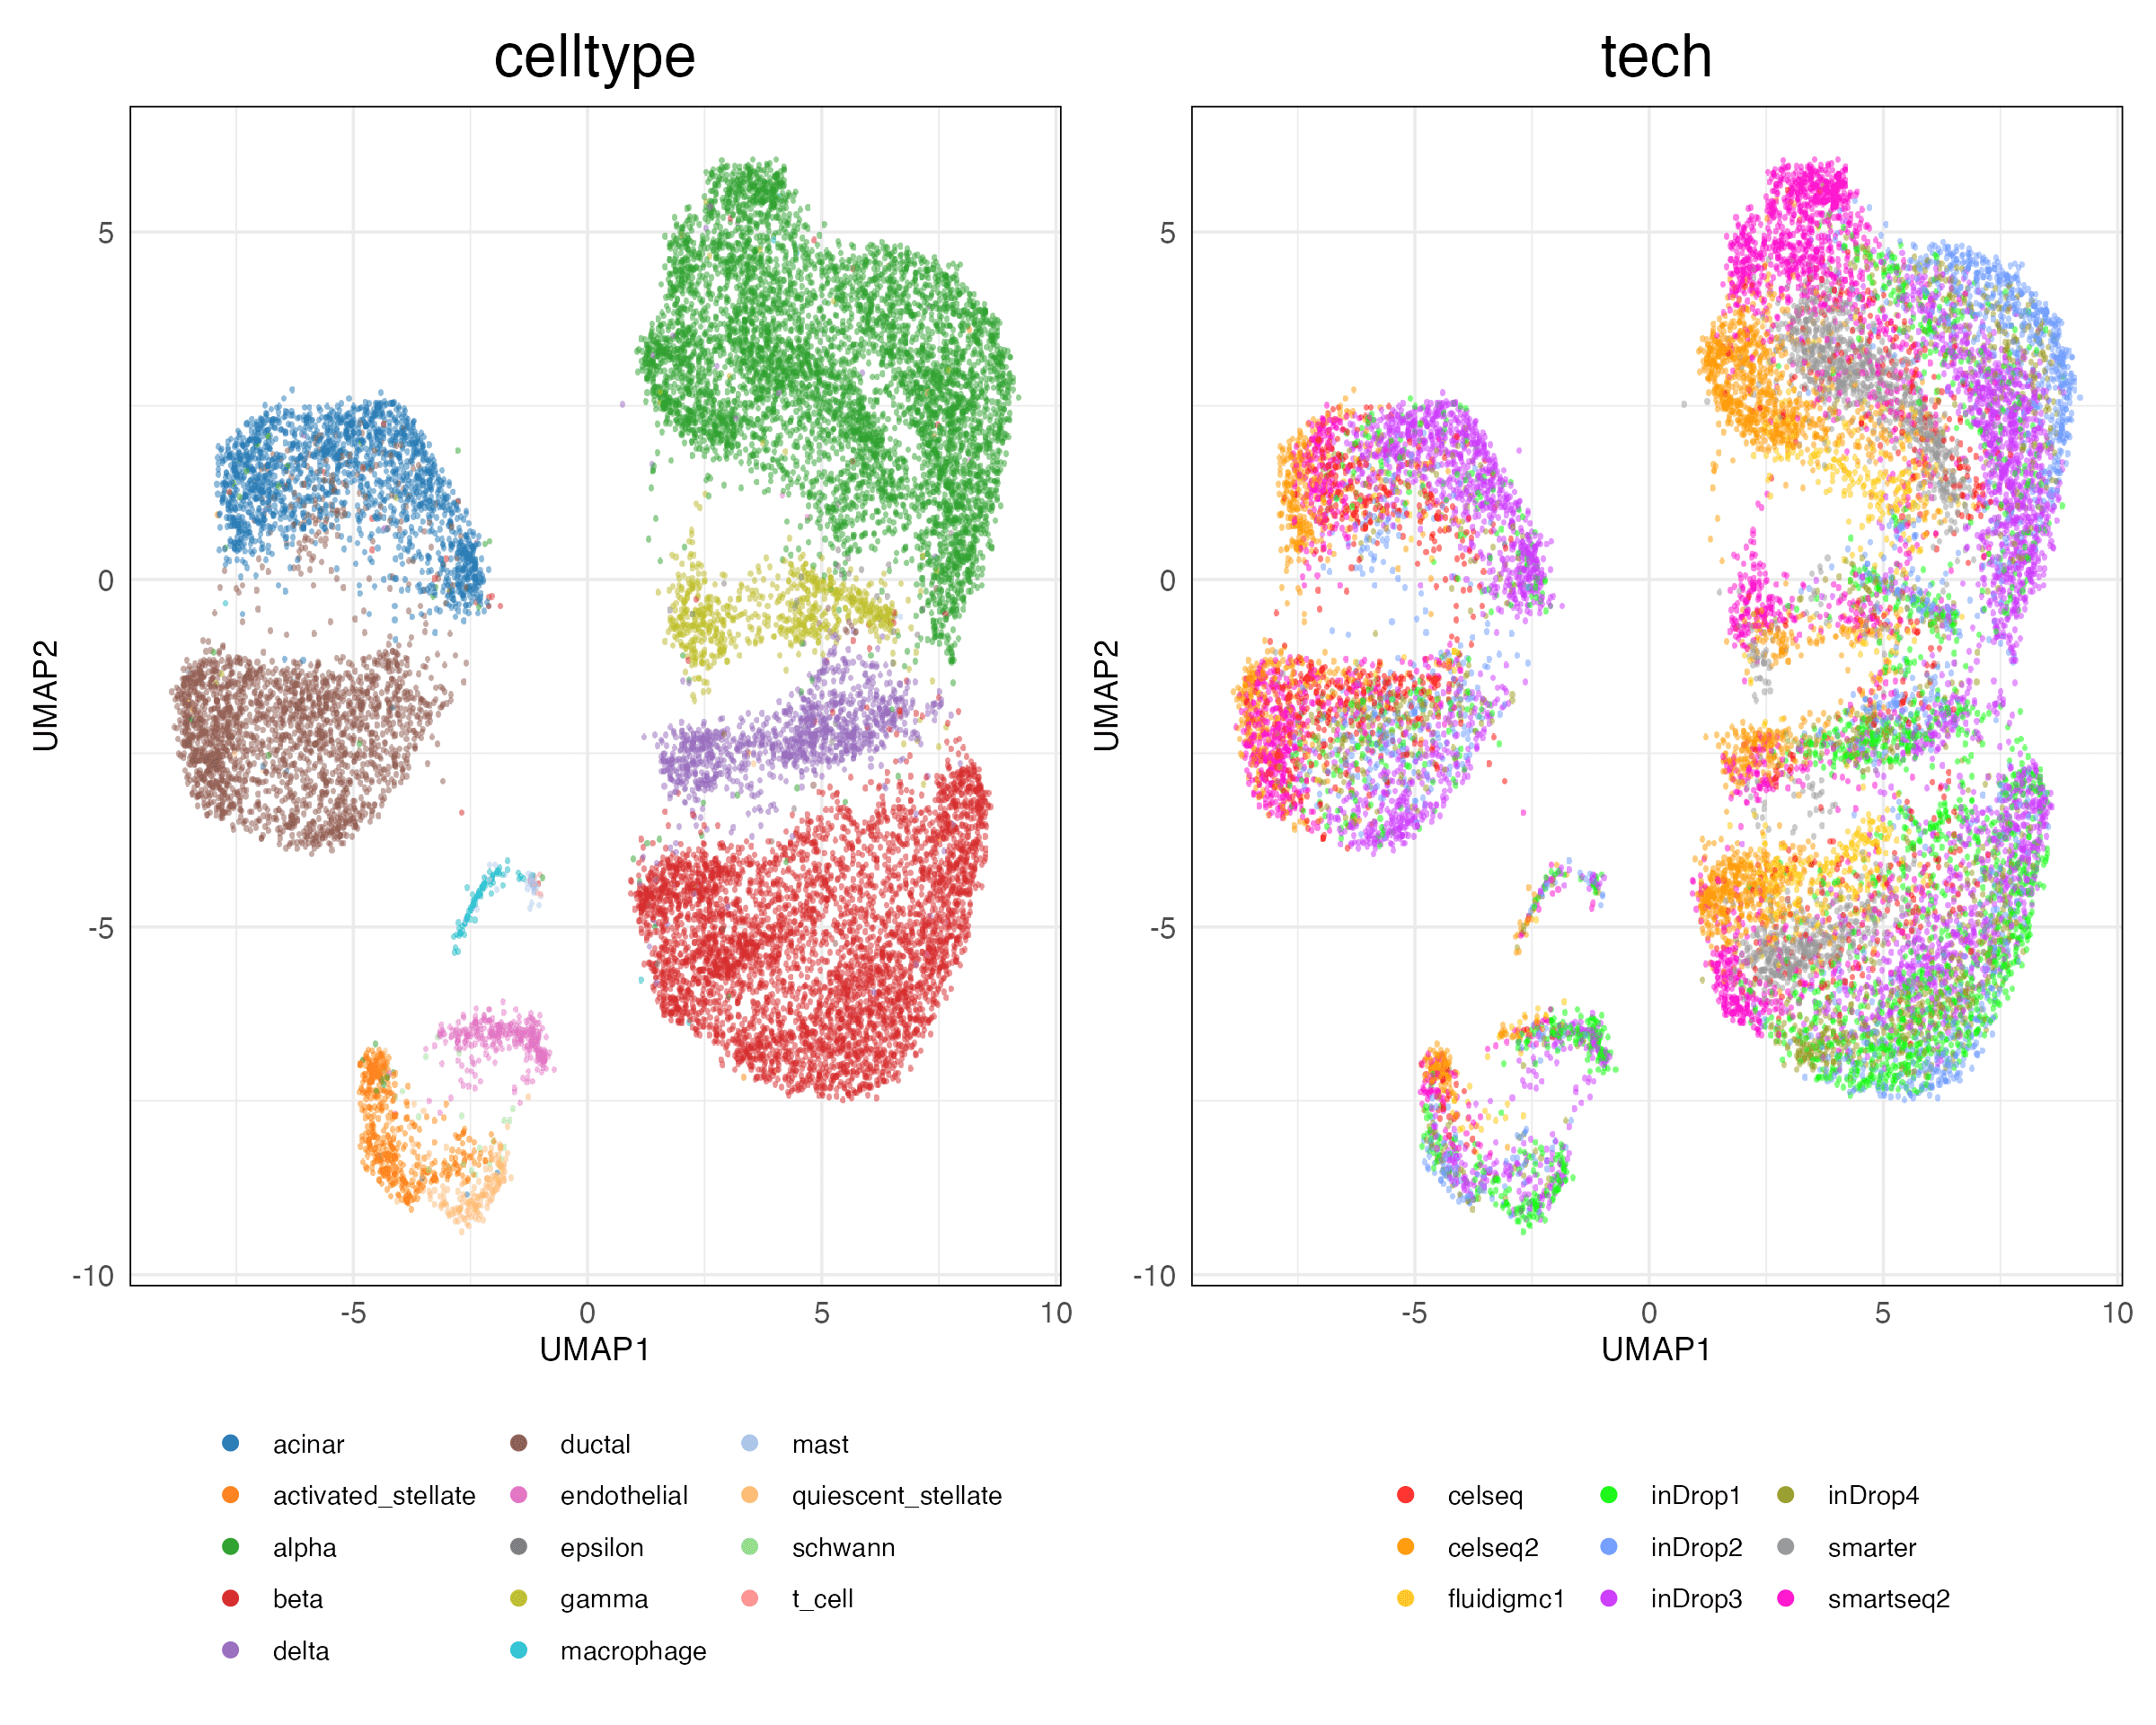 celltype
tech
5
0
-5
-10
UMAP2
-5
0
5
10
UMAP1
5
0
-5
-10
UMAP2
-5
0
5
10
UMAP1
acinar
ductal
mast
activated_stellate
endothelial
quiescent_stellate
alpha
epsilon
schwann
beta
gamma
t_cell
delta
macrophage
celseq
inDrop1
inDrop4
celseq2
inDrop2
smarter
fluidigmc1
inDrop3
smartseq2